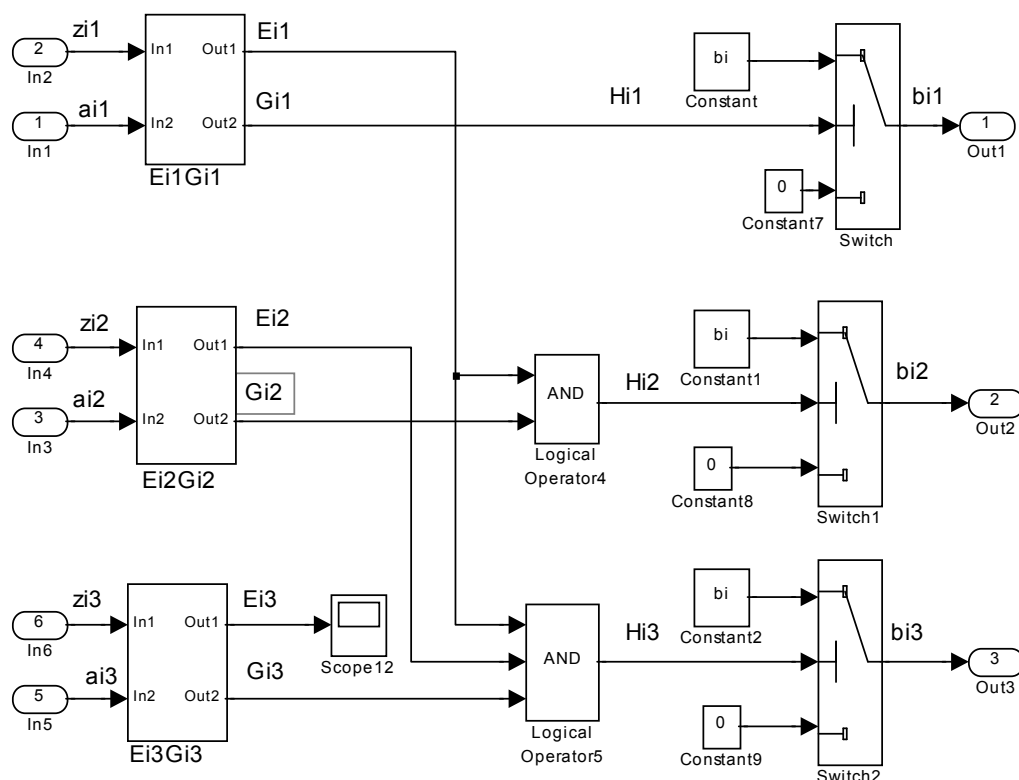 zi1
2
In2
In1
Out1
Ei1
ai1
1
In1
In2
Out2
Gi1
Ei1Gi1
Hi1
bi
Constant
0
Constant7
Switch
bi1
1
Out1
zi2
4
In4
In1
Out1
Ei2
ai2
3
In3
In2
Out2
Gi2
Ei2Gi2
AND
Logical
Operator4
Hi2
bi
Constant1
0
Constant8
Switch1
bi2
2
Out2
zi3
6
In6
In1
Out1
Ei3
Scope12
ai3
5
In5
In2
Out2
Gi3
Ei3Gi3
AND
Logical
Operator5
Hi3
bi
Constant2
0
Constant9
Switch2
bi3
3
Out3